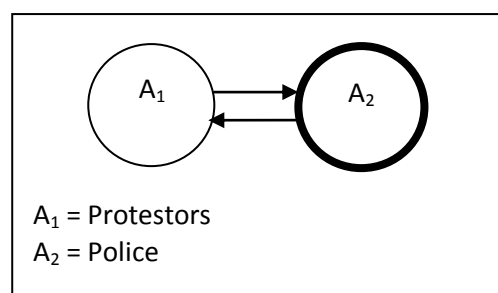 A₁ A₂
A₁ = Protestors
A₂ = Police